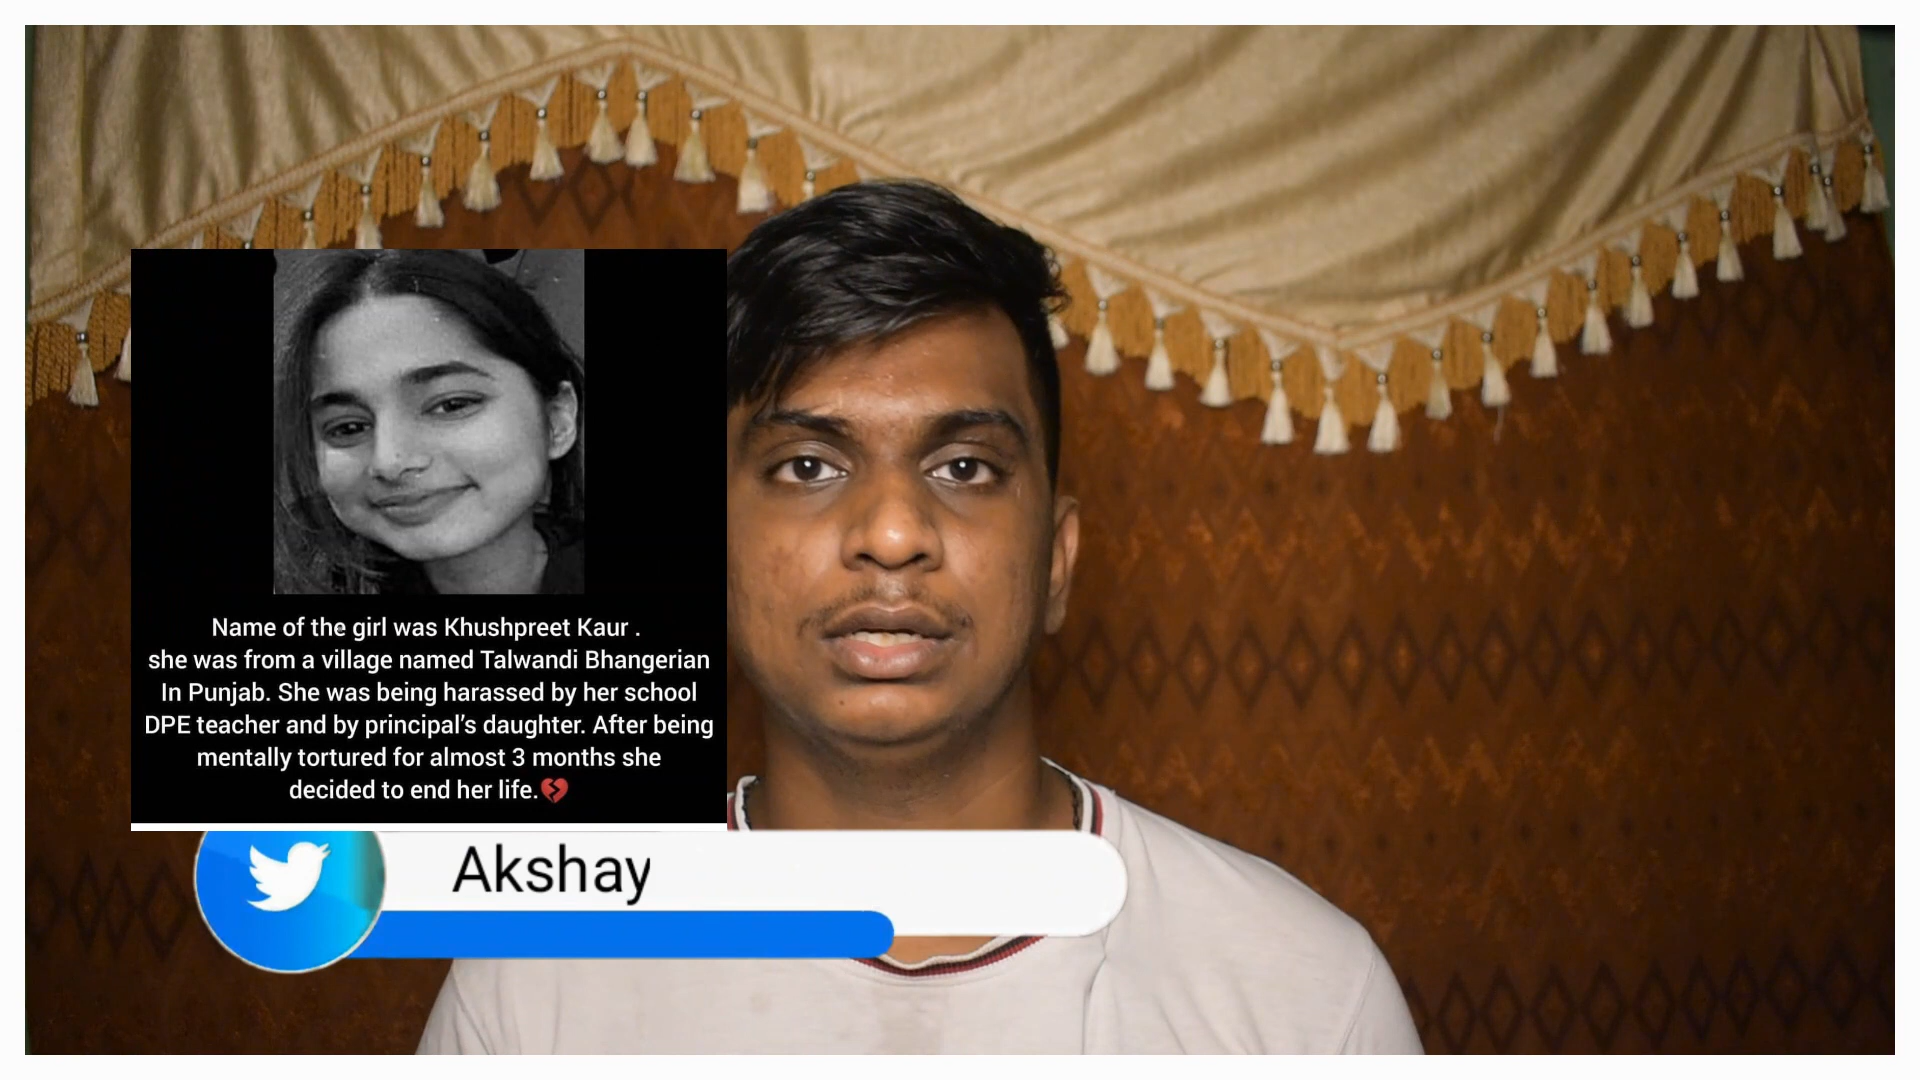 Name of the girl was Khushpreet Kaur .
she was from a village named Talwandi Bhangerian
In Punjab. She was being harassed by her school
DPE teacher and by principal's daughter. After being
mentally tortured for almost 3 months she
decided to end her life.💔
Akshay